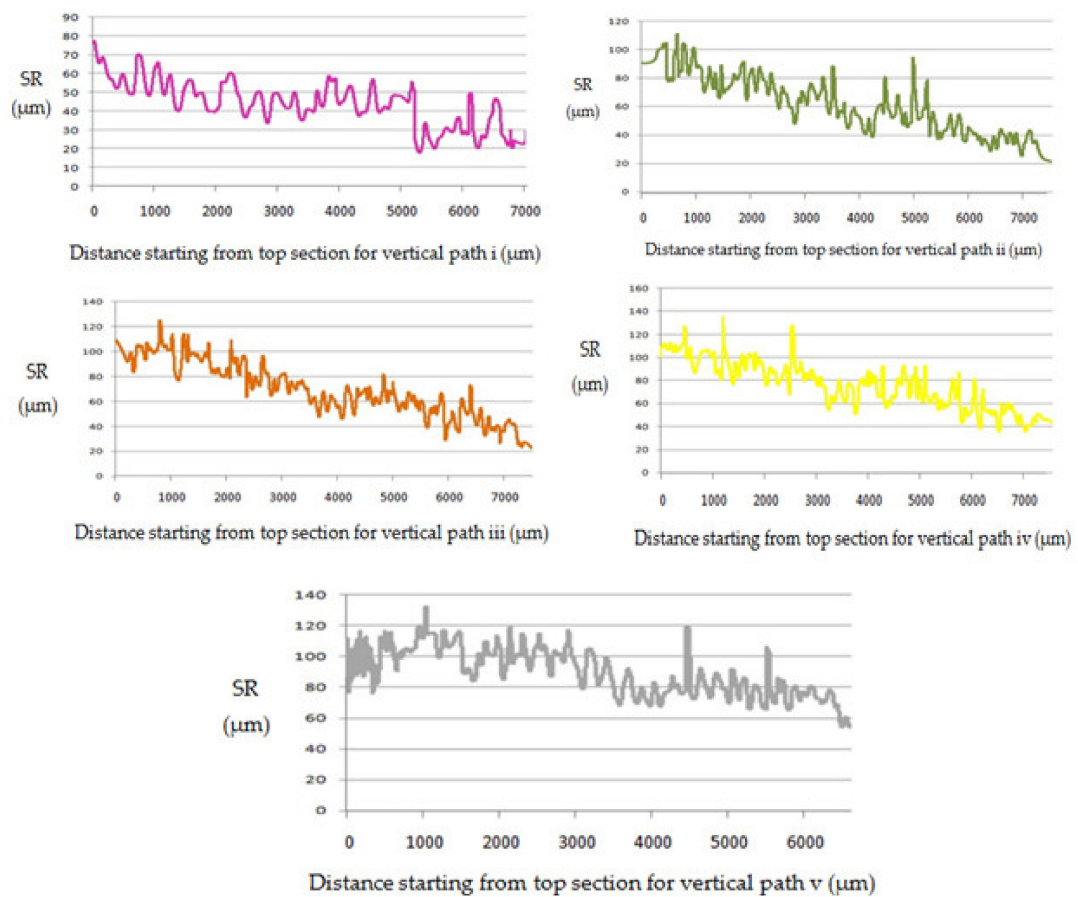 90
80
70
60
50
40
30
20
10
0
SR
(μm)
0 1000 2000 3000 4000 5000 6000 7000
Distance starting from top section for vertical path i (μm)
120
100
80
60
40
20
0
SR
(μm)
0 1000 2000 3000 4000 5000 6000 7000
Distance starting from top section for vertical path ii (μm)
140
120
100
80
60
40
20
0
SR
(μm)
0 1000 2000 3000 4000 5000 6000 7000
Distance starting from top section for vertical path iii (μm)
160
140
120
100
80
60
40
20
0
SR
(μm)
0 1000 2000 3000 4000 5000 6000 7000
Distance starting from top section for vertical path iv (μm)
140
120
100
80
60
40
20
0
SR
(μm)
0 1000 2000 3000 4000 5000 6000
Distance starting from top section for vertical path v (μm)